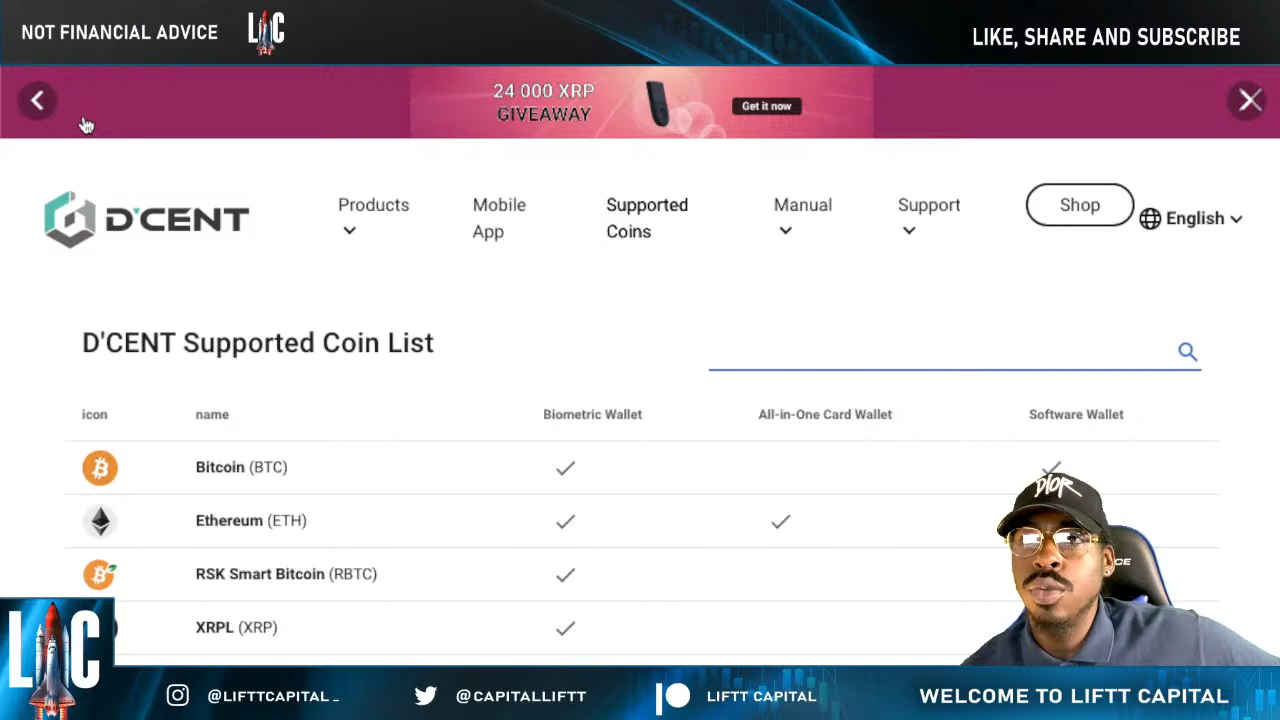 NOT FINANCIAL ADVICE
LC
LIKE, SHARE AND SUBSCRIBE
24 000 XRP
GIVEAWAY
Get it now
D'CENT
Products
Mobile
App
Supported
Coins
Manual
Support
Shop
English
D'CENT Supported Coin List
icon name Biometric Wallet All-in-One Card Wallet Software Wallet
Bitcoin (BTC)
Ethereum (ETH)
RSK Smart Bitcoin (RBTC)
XRPL (XRP)
DIOR
CE
LC
@LIFTTCAPITAL_
@CAPITALLIFTT
LIFTT CAPITAL
WELCOME TO LIFTT CAPITAL